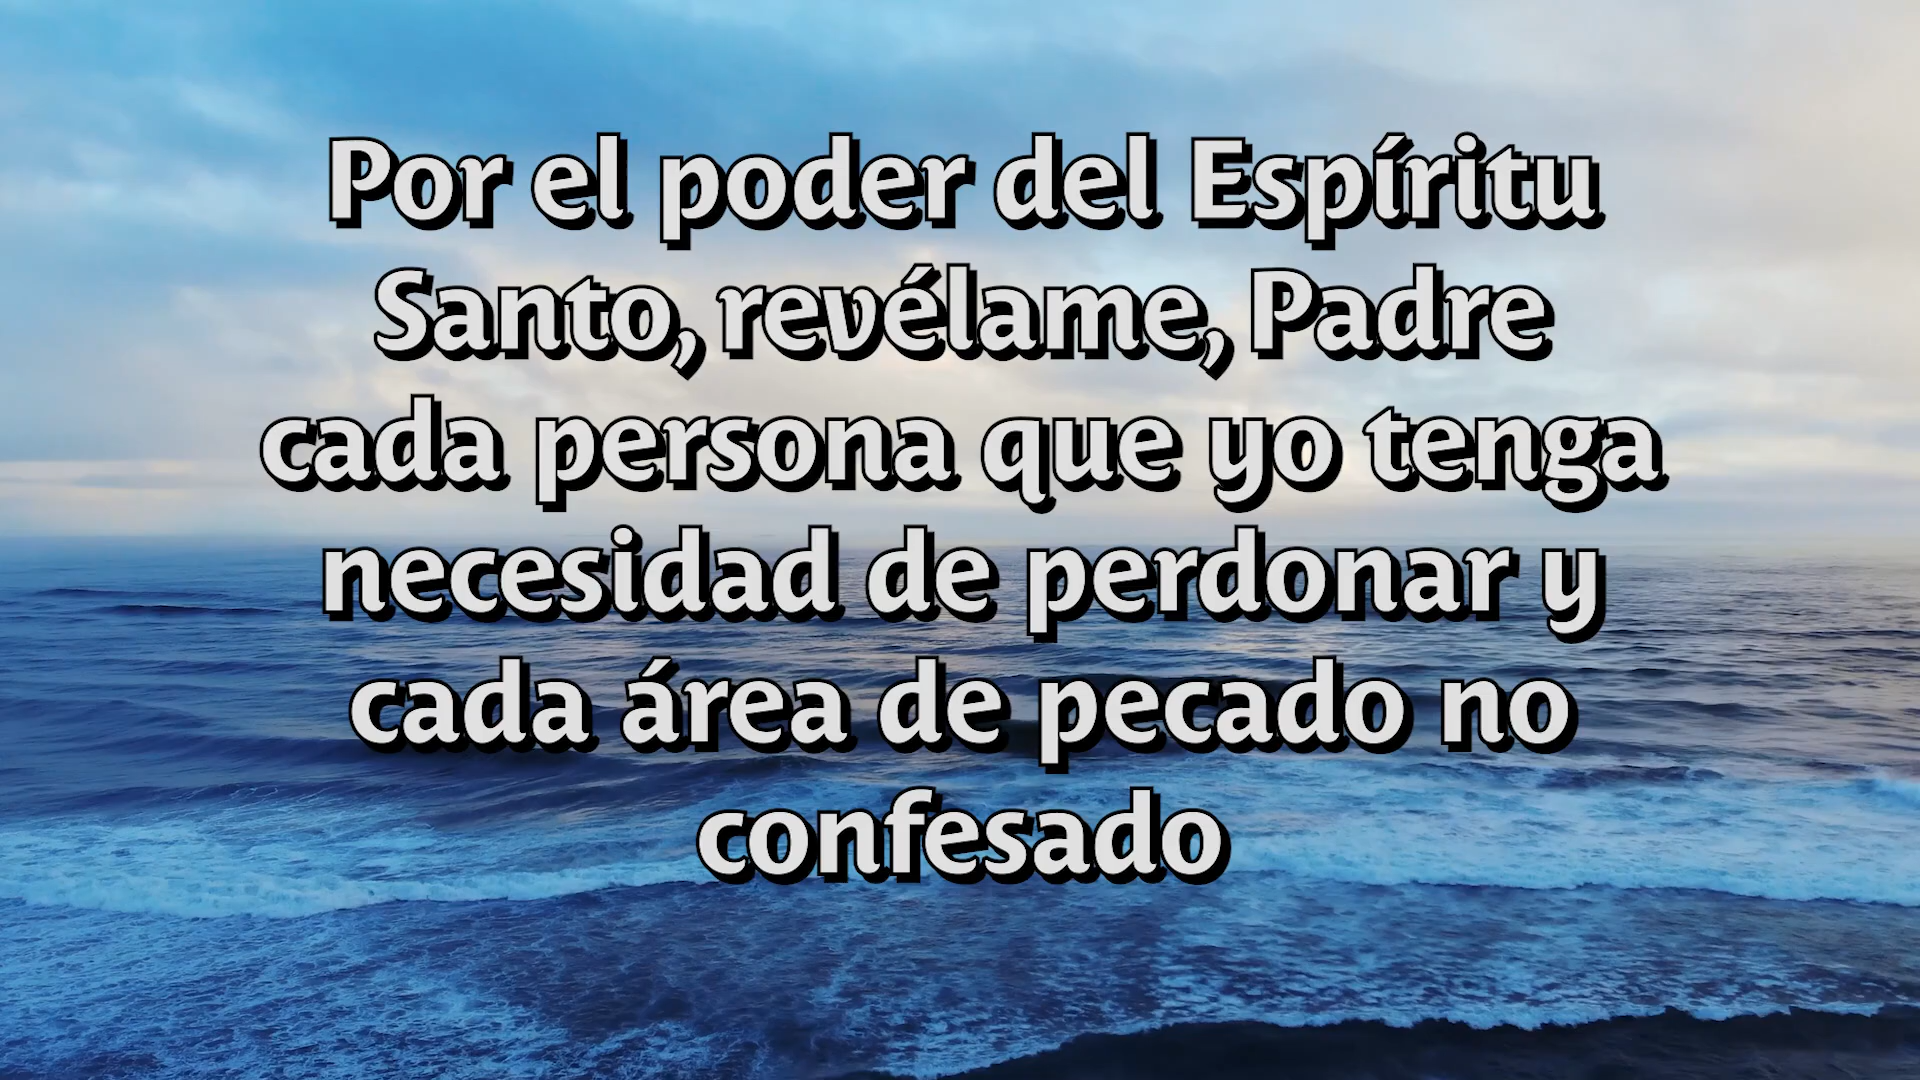 Por el poder del Espíritu
Santo, revélame, Padre
cada persona que yo tenga
necesidad de perdonar y
cada área de pecado no
confesado